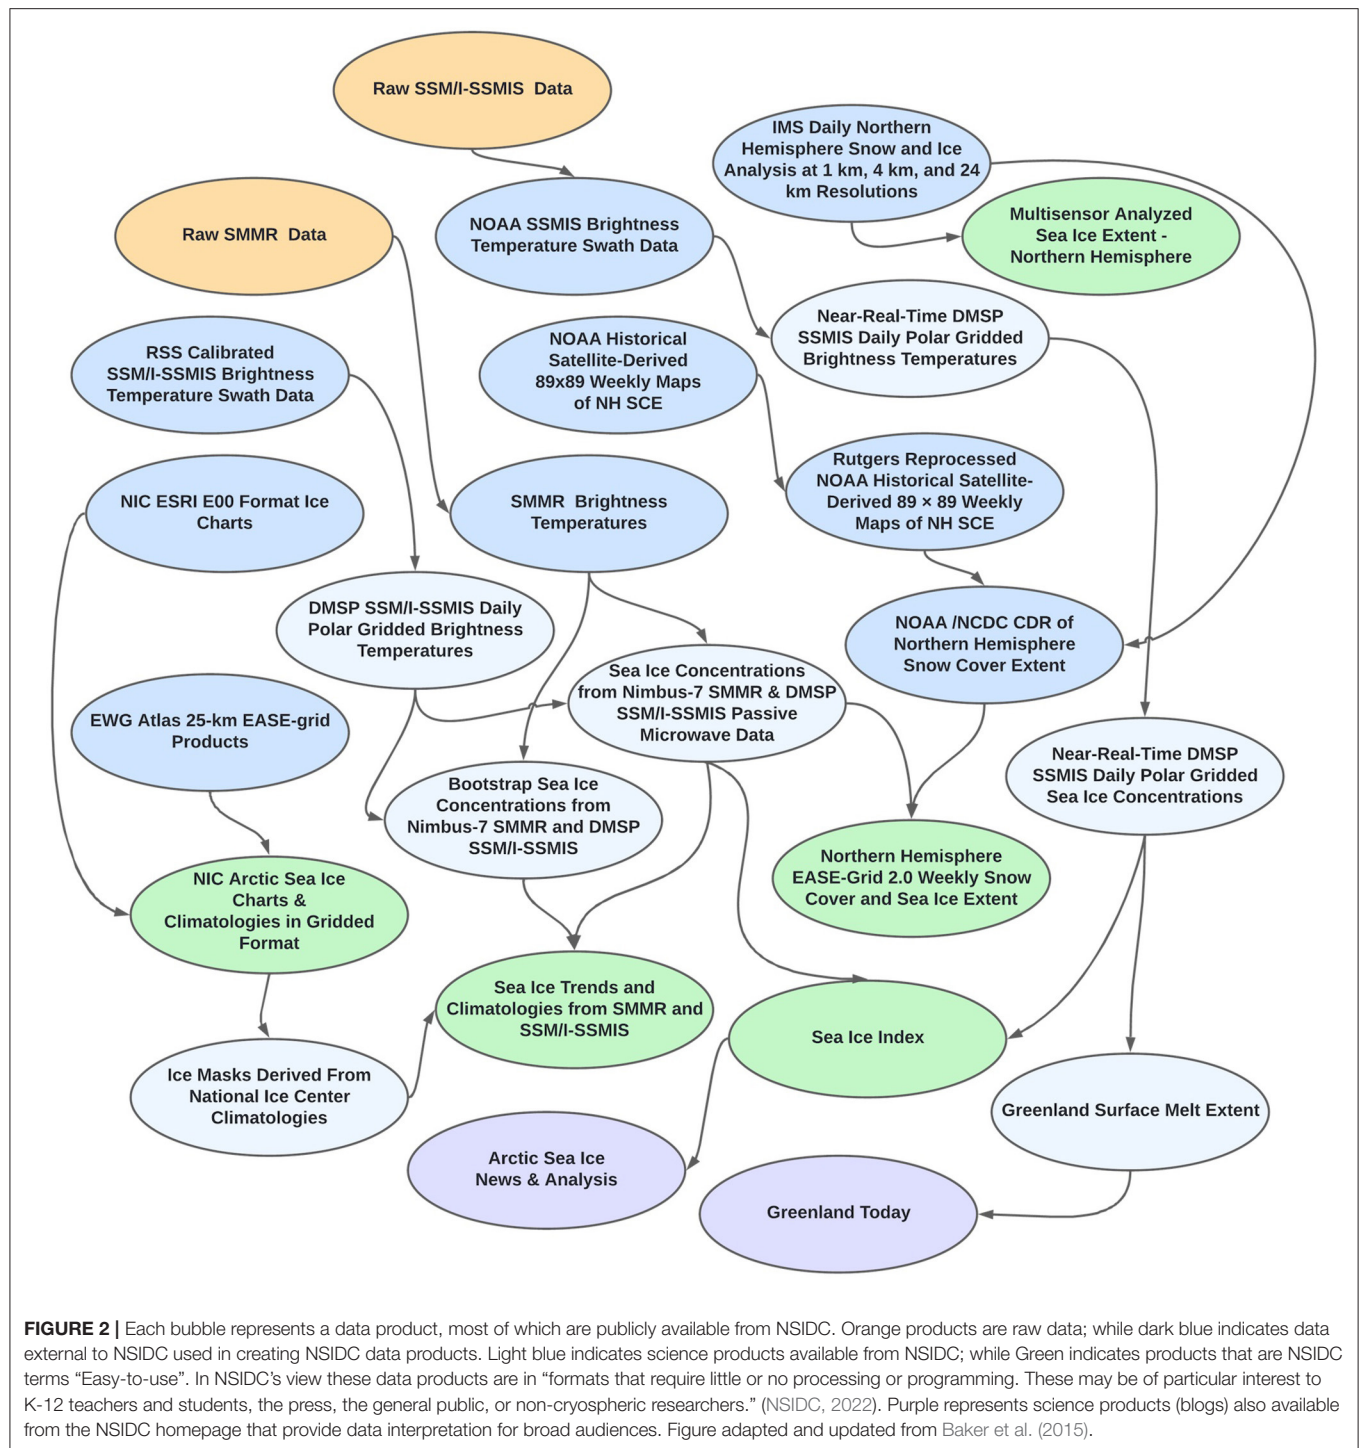 Raw SSM/I-SSMIS  Data
IMS Daily Northern
Hemisphere Snow and Ice
Analysis at 1 km, 4 km, and 24
km Resolutions
Raw SMMR  Data
NOAA SSMIS Brightness
Temperature Swath Data
Multisensor Analyzed
Sea Ice Extent -
Northern Hemisphere
RSS Calibrated
SSM/I-SSMIS Brightness
Temperature Swath Data
NOAA Historical
Satellite-Derived
89x89 Weekly Maps
of NH SCE
Near-Real-Time DMSP
SSMIS Daily Polar Gridded
Brightness Temperatures
NIC ESRI E00 Format Ice
Charts
SMMR  Brightness
Temperatures
Rutgers Reprocessed
NOAA Historical Satellite-
Derived 89 × 89 Weekly
Maps of NH SCE
DMSP SSM/I-SSMIS Daily
Polar Gridded Brightness
Temperatures
Sea Ice Concentrations
from Nimbus-7 SMMR & DMSP
SSM/I-SSMIS Passive
Microwave Data
NOAA /NCDC CDR of
Northern Hemisphere
Snow Cover Extent
EWG Atlas 25-km EASE-grid
Products
Bootstrap Sea Ice
Concentrations from
Nimbus-7 SMMR and DMSP
SSM/I-SSMIS
Near-Real-Time DMSP
SSMIS Daily Polar Gridded
Sea Ice Concentrations
NIC Arctic Sea Ice
Charts &
Climatologies in Gridded
Format
Northern Hemisphere
EASE-Grid 2.0 Weekly Snow
Cover and Sea Ice Extent
Sea Ice Trends and
Climatologies from SMMR and
SSM/I-SSMIS
Sea Ice Index
Ice Masks Derived From
National Ice Center
Climatologies
Greenland Surface Melt Extent
Arctic Sea Ice
News & Analysis
Greenland Today
FIGURE 2 | Each bubble represents a data product, most of which are publicly available from NSIDC. Orange products are raw data; while dark blue indicates data
external to NSIDC used in creating NSIDC data products. Light blue indicates science products available from NSIDC; while Green indicates products that are NSIDC
terms “Easy-to-use”. In NSIDC’s view these data products are in “formats that require little or no processing or programming. These may be of particular interest to
K-12 teachers and students, the press, the general public, or non-cryospheric researchers.” (NSIDC, 2022). Purple represents science products (blogs) also available
from the NSIDC homepage that provide data interpretation for broad audiences. Figure adapted and updated from Baker et al. (2015).